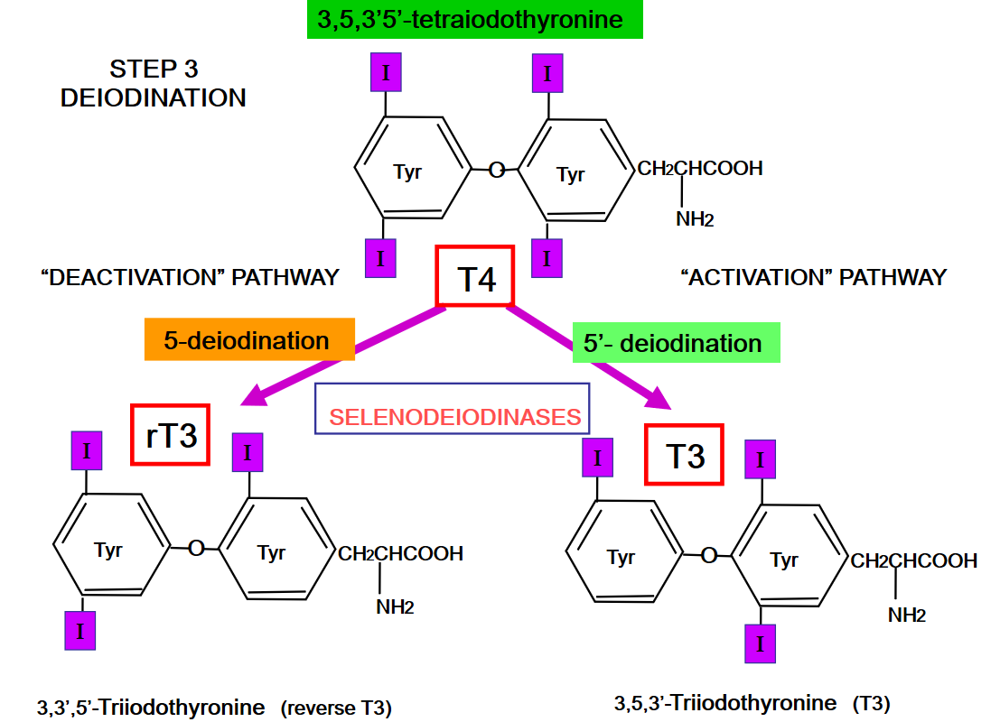 3,5,3’5’-tetraiodothyronine
STEP 3
DEIODINATION
I
I
Tyr
O
Tyr
CH2CHCOOH
NH2
I
I
“DEACTIVATION” PATHWAY
T4
“ACTIVATION” PATHWAY
5-deiodination
5’- deiodination
SELENODEIODINASES
rT3
I
I
Tyr
O
Tyr
CH2CHCOOH
NH2
I
3,3’,5’-Triiodothyronine (reverse T3)
T3
I
I
Tyr
O
Tyr
CH2CHCOOH
NH2
I
3,5,3’-Triiodothyronine (T3)